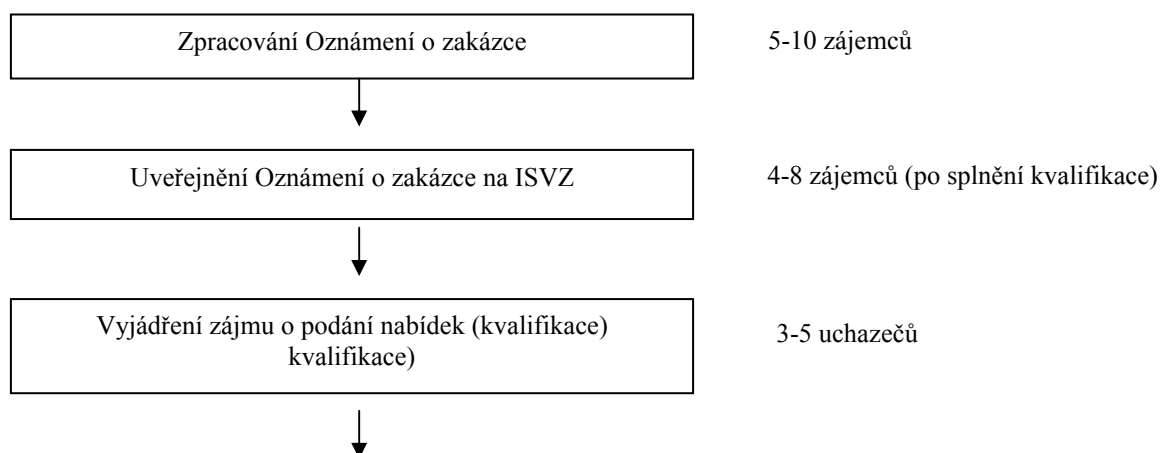 Zpracování Oznámení o zakázce
5-10 zájemců
Uveřejnění Oznámení o zakázce na ISVZ
4-8 zájemců (po splnění kvalifikace)
Vyjádření zájmu o podání nabídek (kvalifikace)
kvalifikace)
3-5 uchazečů